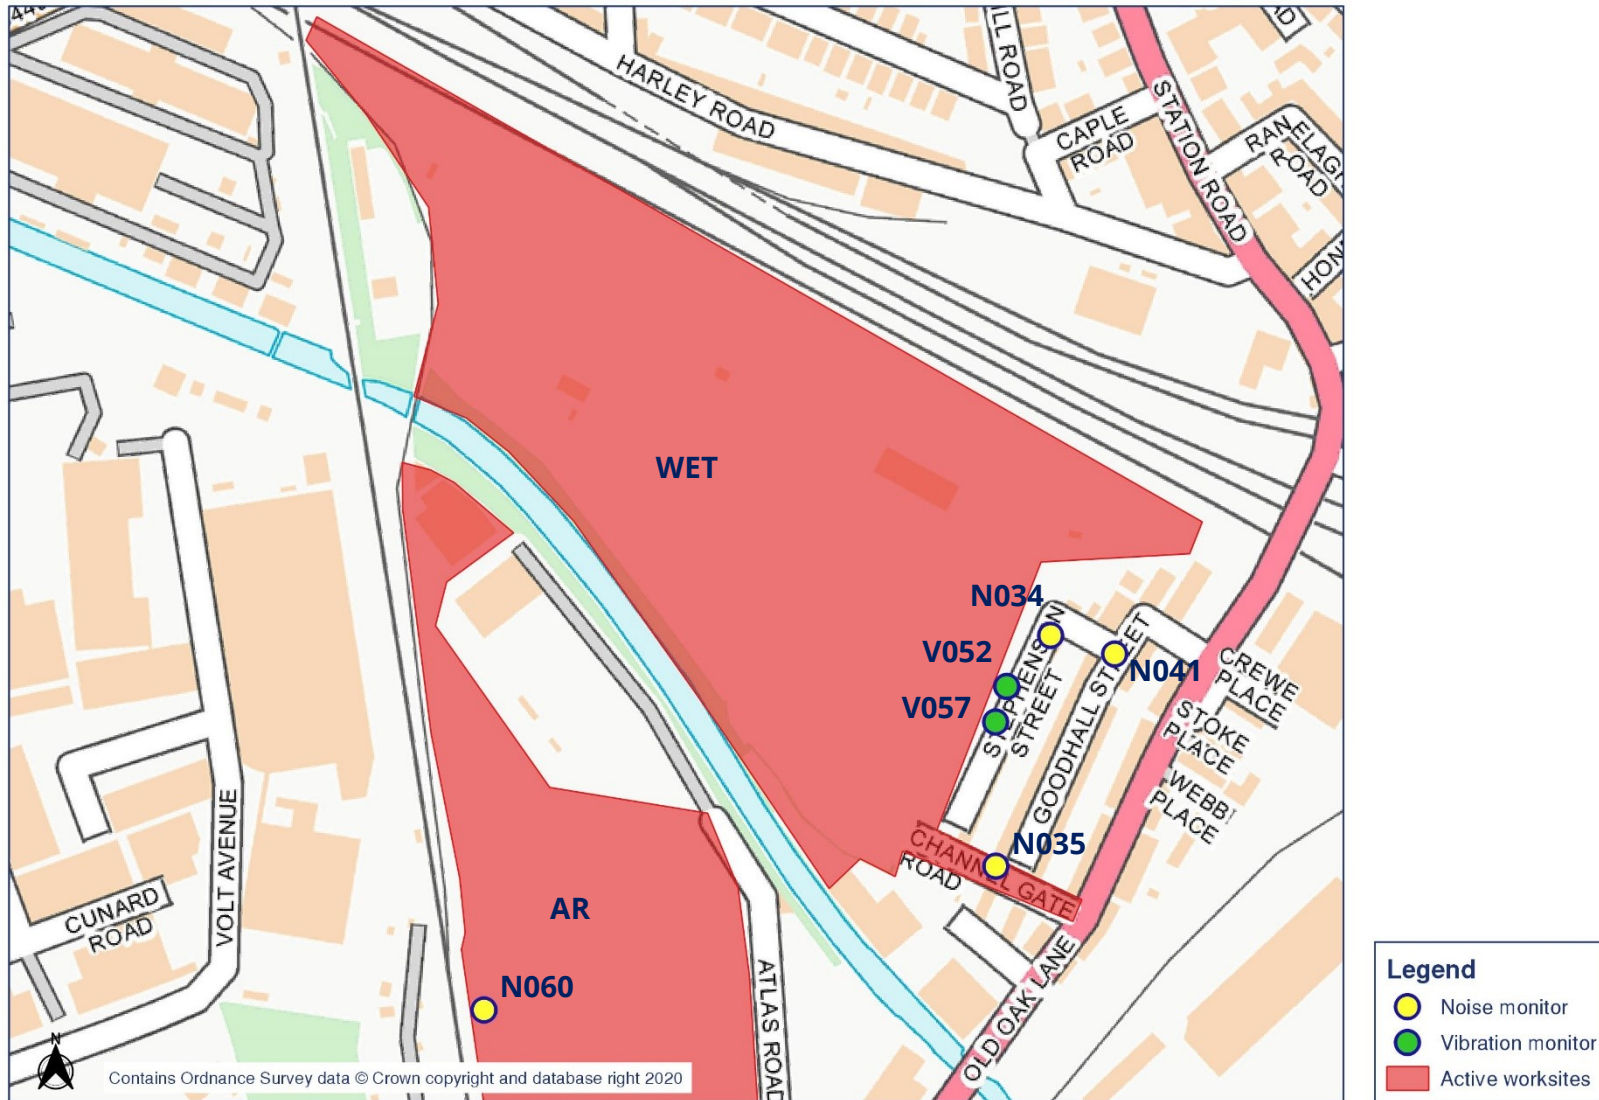 HARLEY ROAD
CAPLE
ROAD
STATION ROAD
ROAD
WET
N034
V052
V057
N041
STREET
GOODHALL STREET
CREWE
PLACE
STOKE
PLACE
WEBB
PLACE
N035
CHANNEL GATE
ROAD
OLD OAK LANE
VOLT AVENUE
CUNARD
ROAD
AR
N060
ATLAS ROAD
N
Contains Ordnance Survey data © Crown copyright and database right 2020
Legend
Noise monitor
Vibration monitor
Active worksites